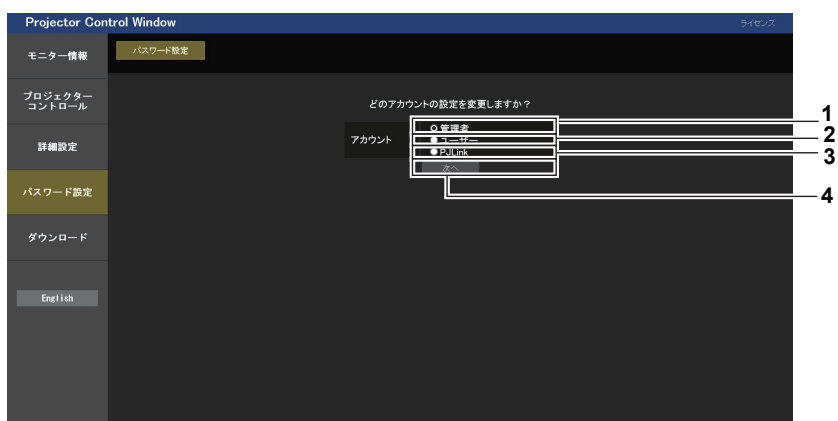 Projector Control Window
ライセンス
モニター情報
パスワード設定
プロジェクター
コントロール
どのアカウントの設定を変更しますか？
1
アカウント
管理者
ユーザー
2
PJLink
3
詳細設定
次へ
4
パスワード設定
ダウンロード
English